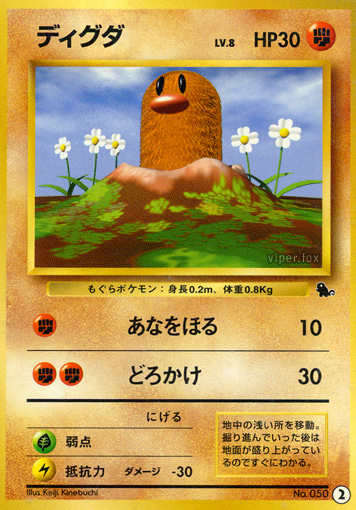 ディグダ LV.8 HP30
viper.fox
もぐらポケモン：身長0.2m、体重0.8Kg
あなをほる 10
どろかけ 30
にげる
弱点
抵抗力 ダメージ -30
地中の浅い所を移動。
掘り進んでいった後は
地面が盛り上がってい
るのですぐにわかる。
Illus.Keiji Kinebuchi No.050 2